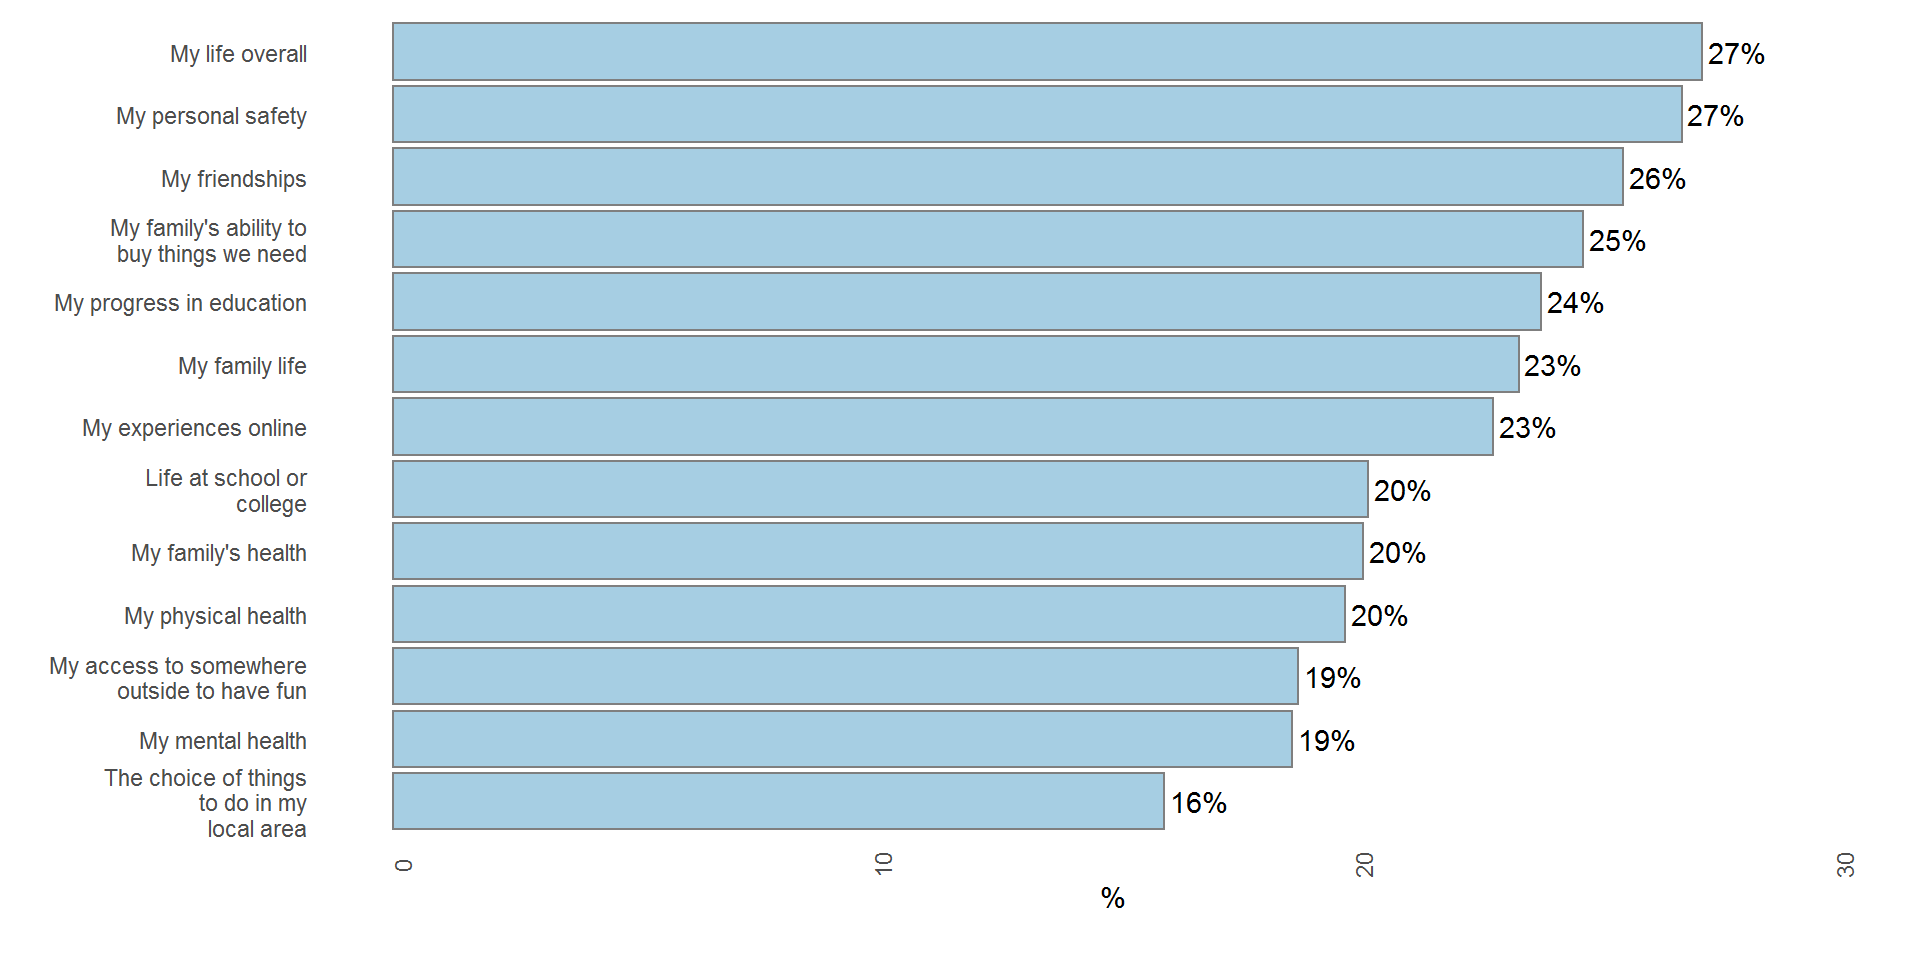 My life overall
27%
My personal safety
27%
My friendships
26%
My family's ability to
buy things we need
25%
My progress in education
24%
My family life
23%
My experiences online
23%
Life at school or
college
20%
My family's health
20%
My physical health
20%
My access to somewhere
outside to have fun
19%
My mental health
19%
The choice of things
to do in my
local area
16%
0
10
20
30
%